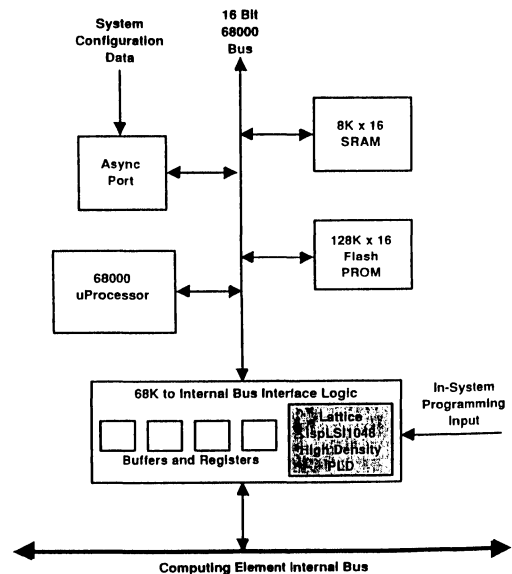 System
Configuration
Data
16 Bit
68000
Bus
8K x 16
SRAM
Async
Port
128K x 16
Flash
PROM
68000
uProcessor
68K to Internal Bus Interface Logic
Lattice
ispLSI1048
High Density
PLD
Buffers and Registers
In-System
Programming
Input
Computing Element Internal Bus